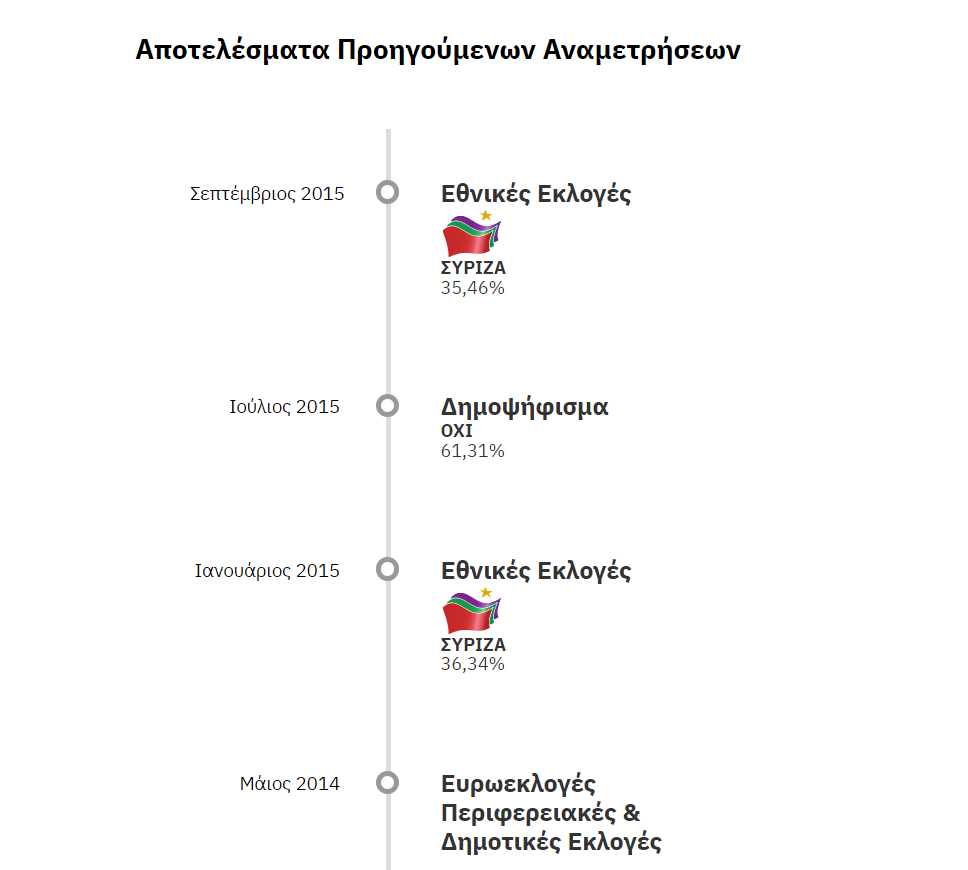 Αποτελέσματα Προηγούμενων Αναμετρήσεων
Σεπτέμβριος 2015
Εθνικές Εκλογές
ΣΥΡΙΖΑ
35,46%
Ιούλιος 2015
Δημοψήφισμα
ΟΧΙ
61,31%
Ιανουάριος 2015
Εθνικές Εκλογές
ΣΥΡΙΖΑ
36,34%
Μάιος 2014
Ευρωεκλογές
Περιφερειακές &
Δημοτικές Εκλογές